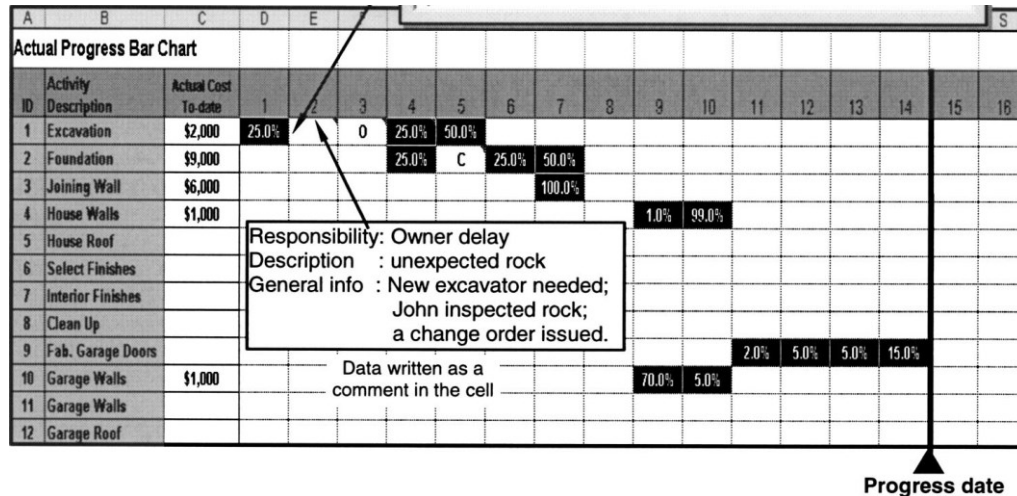 A B C D E S
Actual Progress Bar Chart
Activity Actual Cost
ID Description To-date 1 2 3 4 5 6 7 8 9 10 11 12 13 14 15 16
1 Excavation $2,000 25.0% 0 25.0% 50.0%
2 Foundation $9,000 25.0% C 25.0% 50.0%
3 Joining Wall $6,000 100.0%
4 House Walls $1,000 1.0% 99.0%
5 House Roof
6 Select Finishes
7 Interior Finishes
8 Clean Up
9 Fab. Garage Doors 2.0% 5.0% 5.0% 15.0%
10 Garage Walls $1,000 70.0% 5.0%
11 Garage Walls
12 Garage Roof
Responsibility: Owner delay
Description : unexpected rock
General info : New excavator needed;
John inspected rock;
a change order issued.
Data written as a
comment in the cell
Progress date